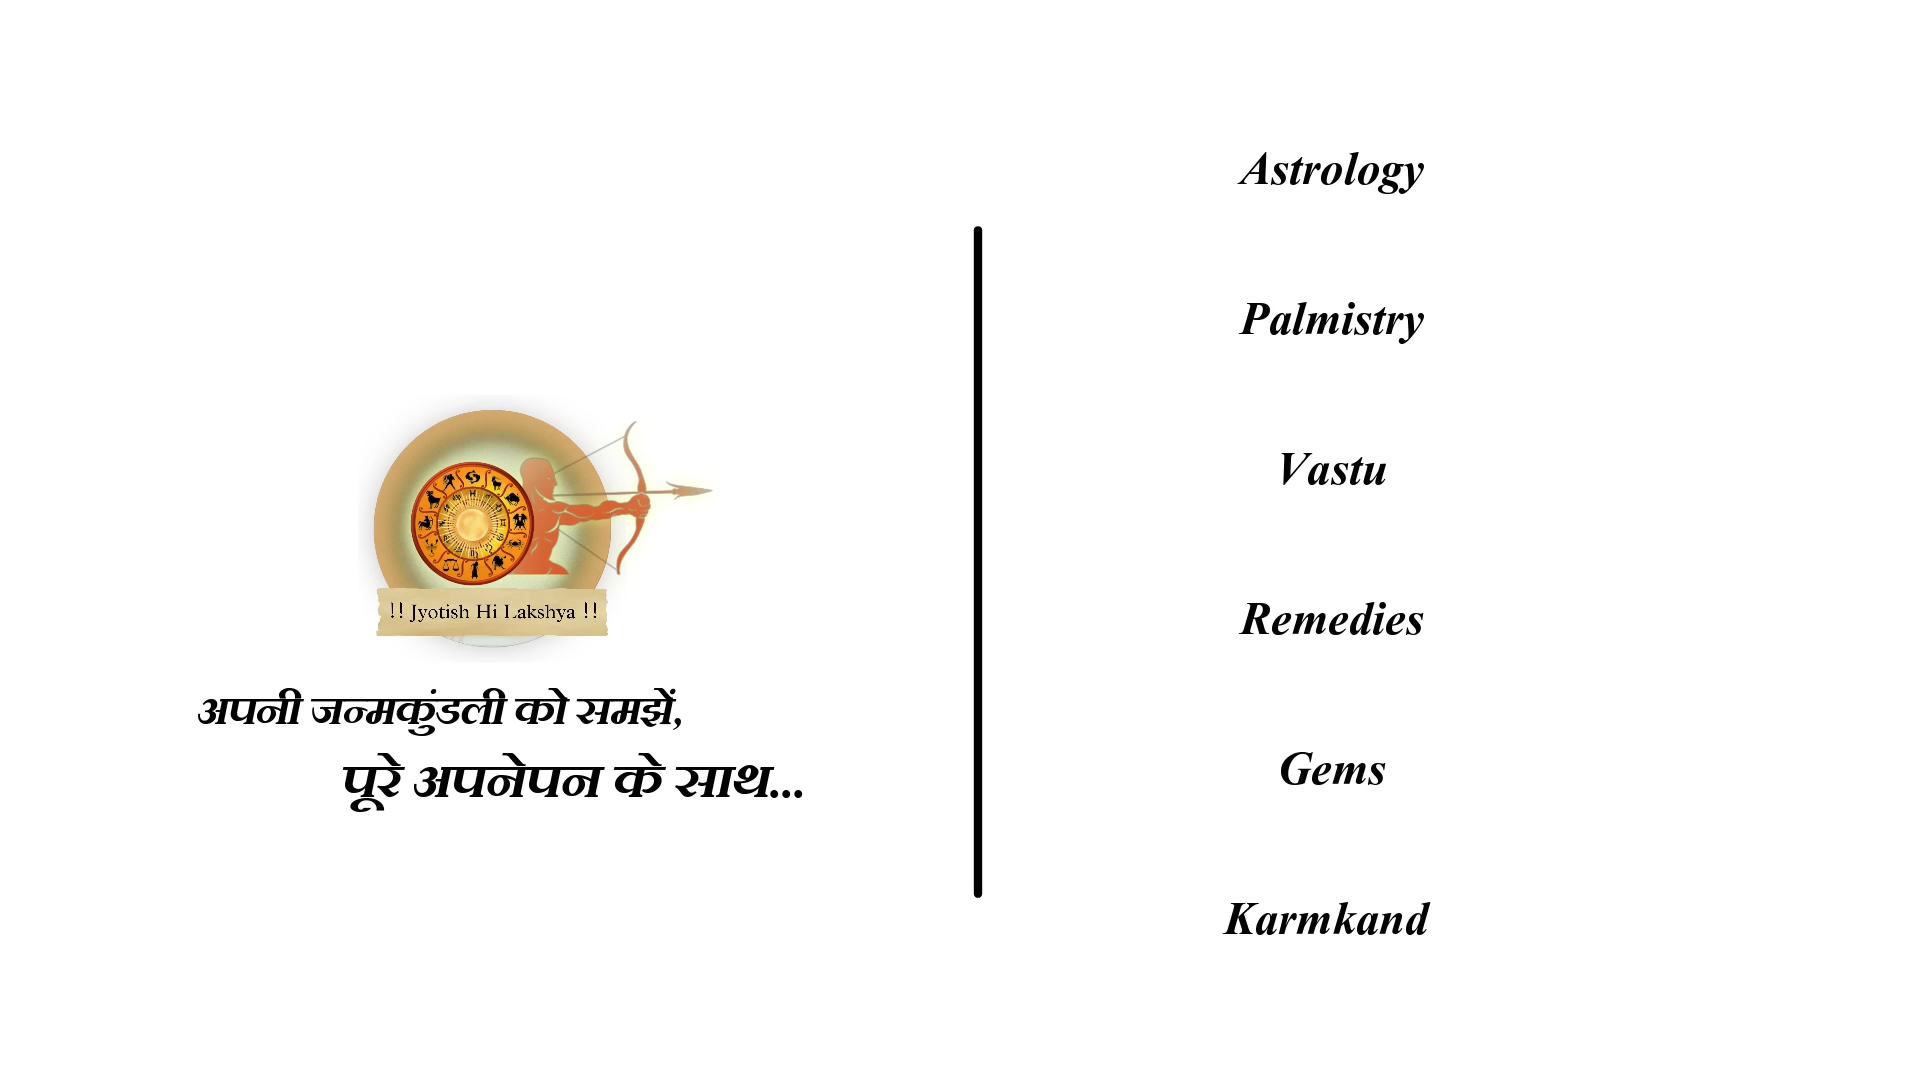 !! Jyotish Hi Lakshya !!
अपनी जन्मकुंडली को समझें,
पूरे अपनेपन के साथ...
Astrology
Palmistry
Vastu
Remedies
Gems
Karmkand